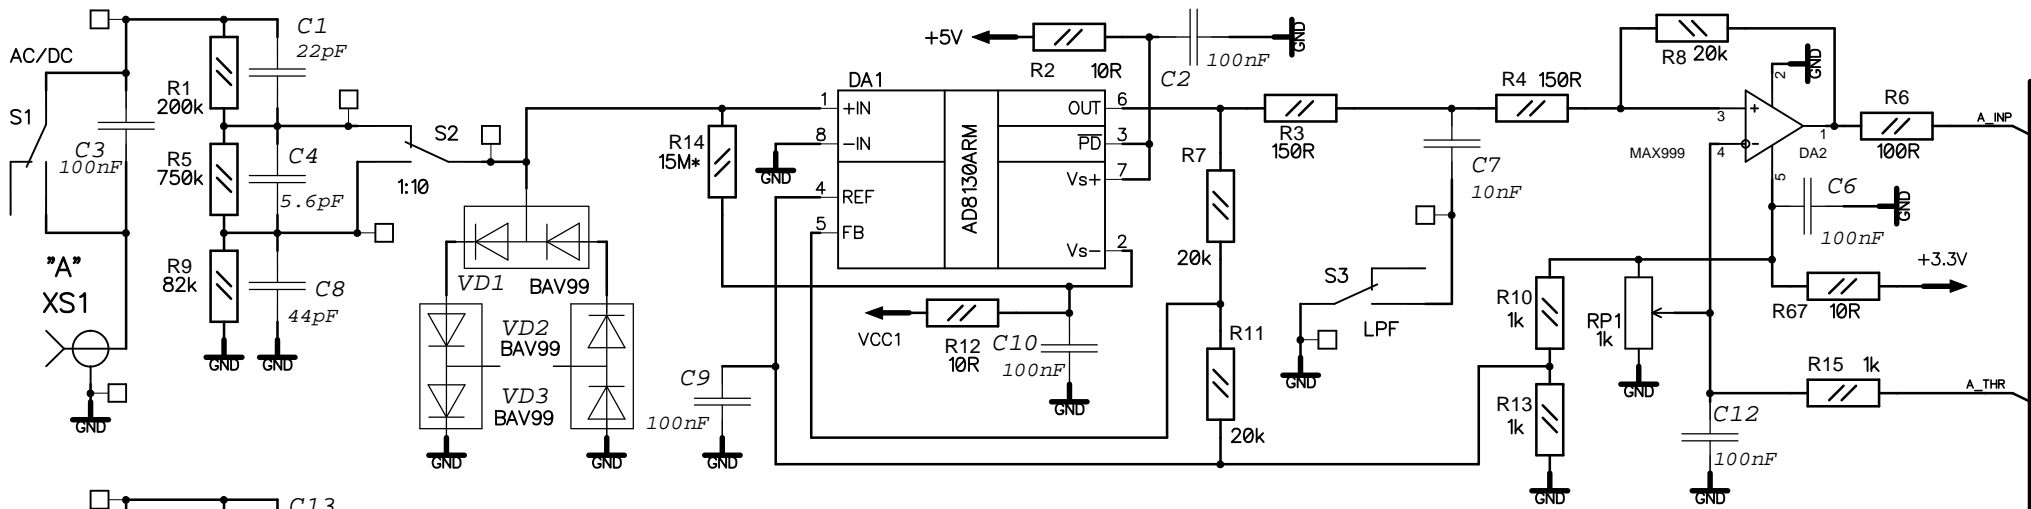 AC/DC
S1
C3
100nF
"A"
XS1
GND
R1
200k
C1
22pF
R5
750k
C4
5.6pF
R9
82k
C8
44pF
GND
GND
S2
1:10
VD1
BAV99
VD2
BAV99
VD3
BAV99
GND
GND
R14
15M*
GND
DA1
AD8130ARM
1
+IN
8
-IN
4
REF
5
FB
OUT
6
PD
3
Vs+
7
Vs-
2
+5V
R2
10R
C2
100nF
GND
VCC1
R12
10R
C10
100nF
GND
C9
100nF
GND
R7
20k
R11
20k
R3
150R
C7
10nF
S3
LPF
GND
R4
150R
R8
20k
MAX999
DA2
3
4
2
1
5
+
-
GND
R6
100R
A_INP
C6
100nF
GND
+3.3V
R67
10R
R10
1k
R13
1k
GND
RP1
1k
GND
R15
1k
A_THR
C12
100nF
GND
C13